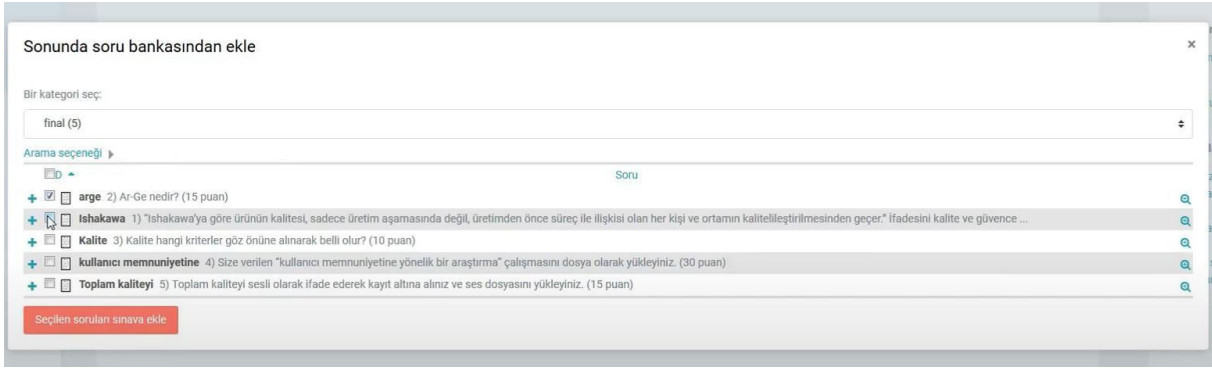 Sonunda soru bankasından ekle
×
Bir kategori seç:
final (5)
Arama seçeneği
D
Soru
arge 2) Ar-Ge nedir? (15 puan)
Ishakawa 1) "Ishakawa'ya göre ürünün kalitesi, sadece üretim aşamasında değil, üretimden önce süreç ile ilişkisi olan her kişi ve ortamın kalitelileştirilmesinden geçer." İfadesini kalite ve güvence ...
Kalite 3) Kalite hangi kriterler göz önüne alınarak belli olur? (10 puan)
kullanıcı memnuniyetine 4) Size verilen "kullanıcı memnuniyetine yönelik bir araştırma" çalışmasını dosya olarak yükleyiniz. (30 puan)
Toplam kaliteyi 5) Toplam kaliteyi sesli olarak ifade ederek kayıt altına alınız ve ses dosyasını yükleyiniz. (15 puan)
Seçilen soruları sınava ekle